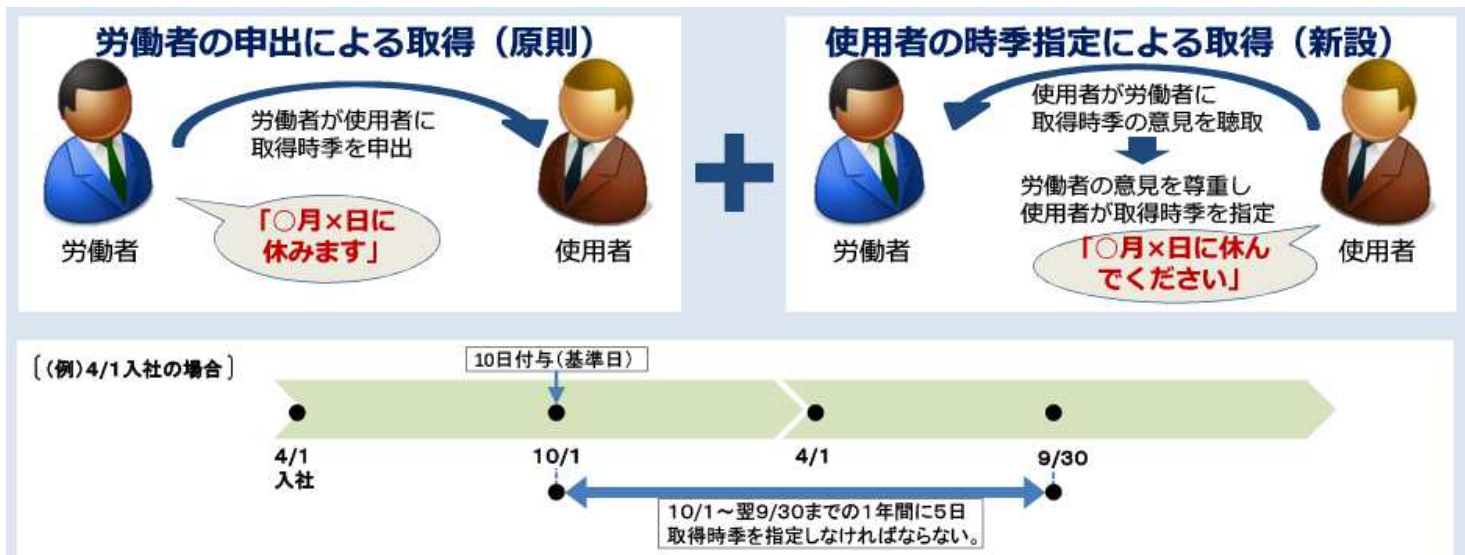 労働者の申出による取得（原則）
労働者が使用者に
取得時季を申出
「○月×日に
休みます」
労働者
使用者
使用者の時季指定による取得（新設）
使用者が労働者に
取得時季の意見を聴取
労働者の意見を尊重し
使用者が取得時季を指定
「○月×日に休ん
でください」
労働者
使用者
［（例）4/1入社の場合］
10日付与（基準日）
4/1
入社
10/1
4/1
9/30
10/1～翌9/30までの1年間に5日
取得時季を指定しなければならない。